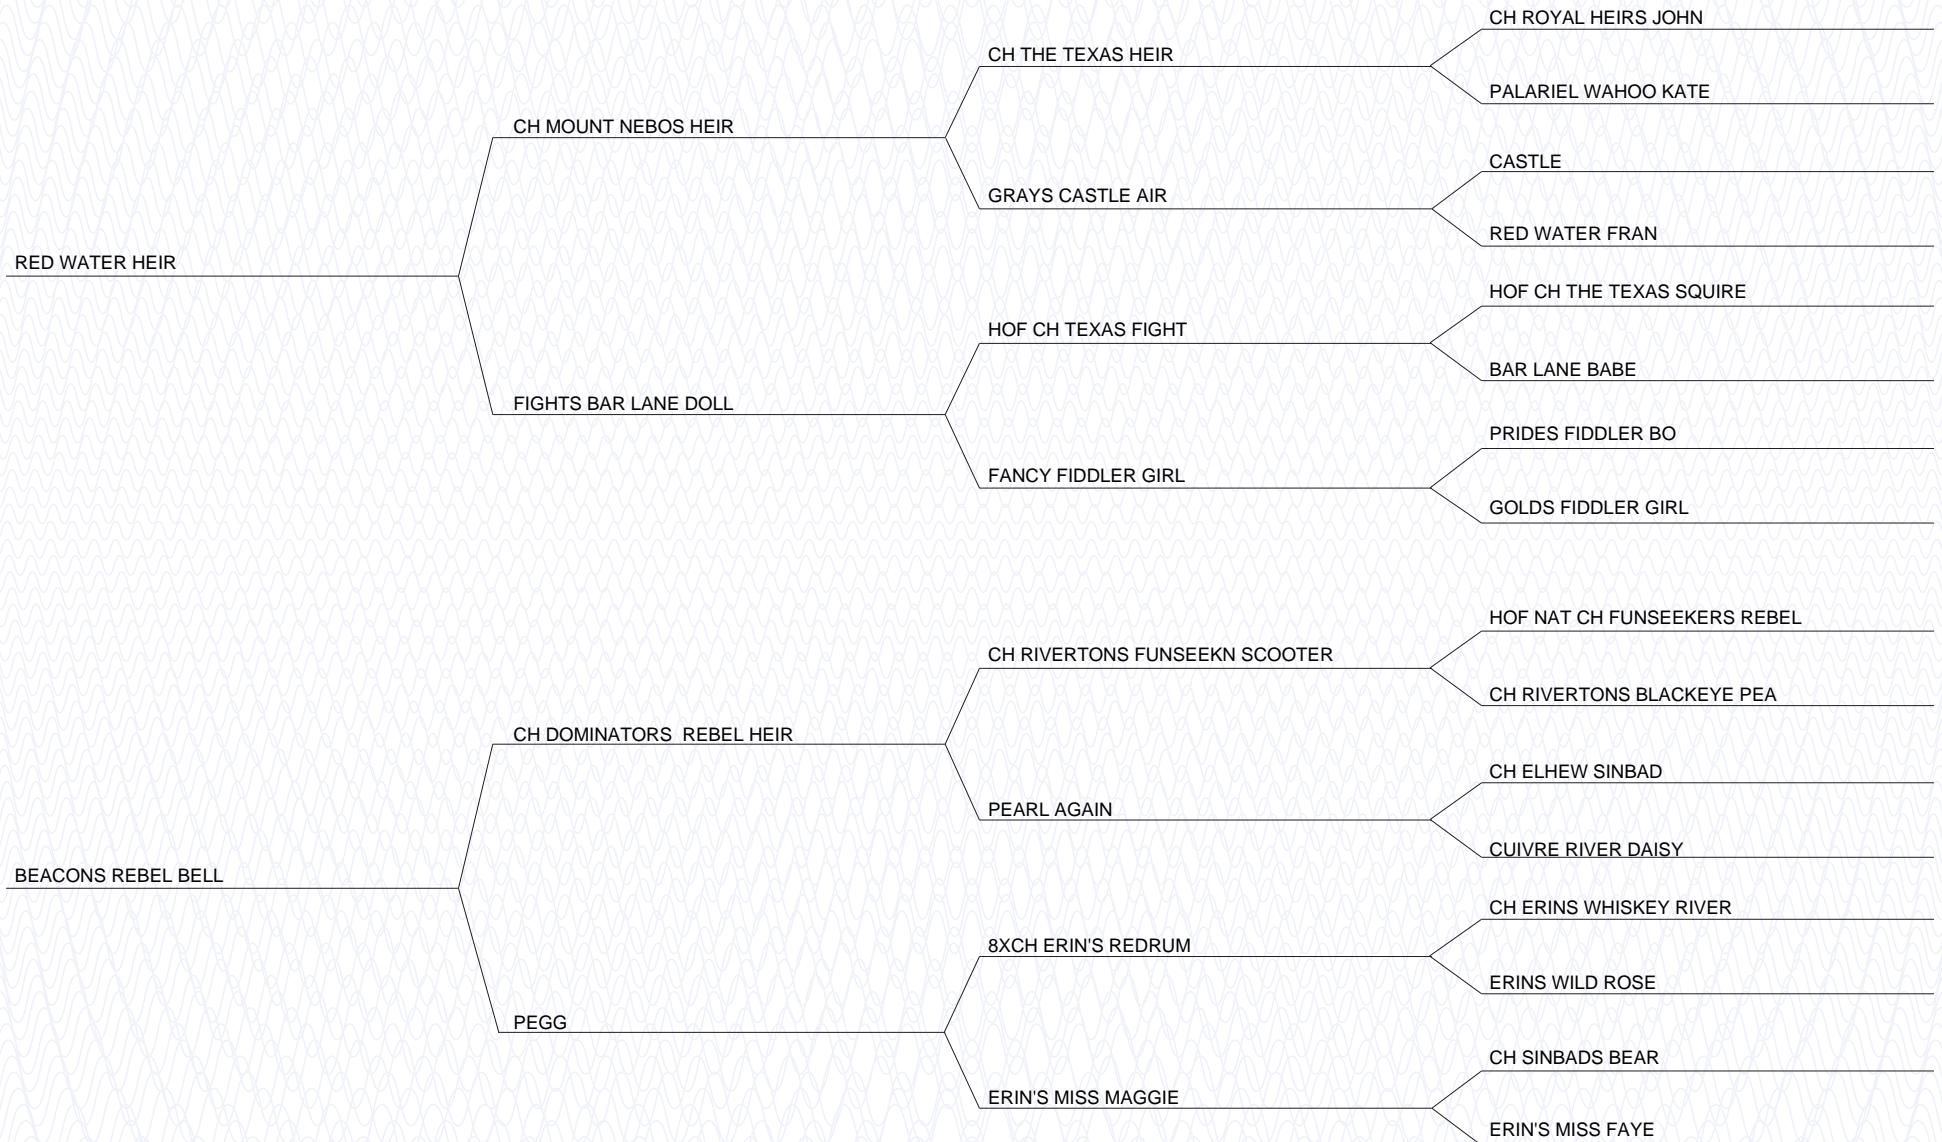 CH ROYAL HEIRS JOHN
CH THE TEXAS HEIR
PALARIEL WAHOO KATE
CH MOUNT NEBOS HEIR
CASTLE
GRAYS CASTLE AIR
RED WATER FRAN
RED WATER HEIR
HOF CH THE TEXAS SQUIRE
HOF CH TEXAS FIGHT
BAR LANE BABE
FIGHTS BAR LANE DOLL
PRIDES FIDDLER BO
FANCY FIDDLER GIRL
GOLDS FIDDLER GIRL
HOF NAT CH FUNSEEKERS REBEL
CH RIVERTONS FUNSEEKN SCOOTER
CH RIVERTONS BLACKEYE PEA
CH DOMINATORS  REBEL HEIR
CH ELHEW SINBAD
PEARL AGAIN
CUIVRE RIVER DAISY
BEACONS REBEL BELL
CH ERINS WHISKEY RIVER
8XCH ERIN'S REDRUM
ERINS WILD ROSE
PEGG
CH SINBADS BEAR
ERIN'S MISS MAGGIE
ERIN'S MISS FAYE